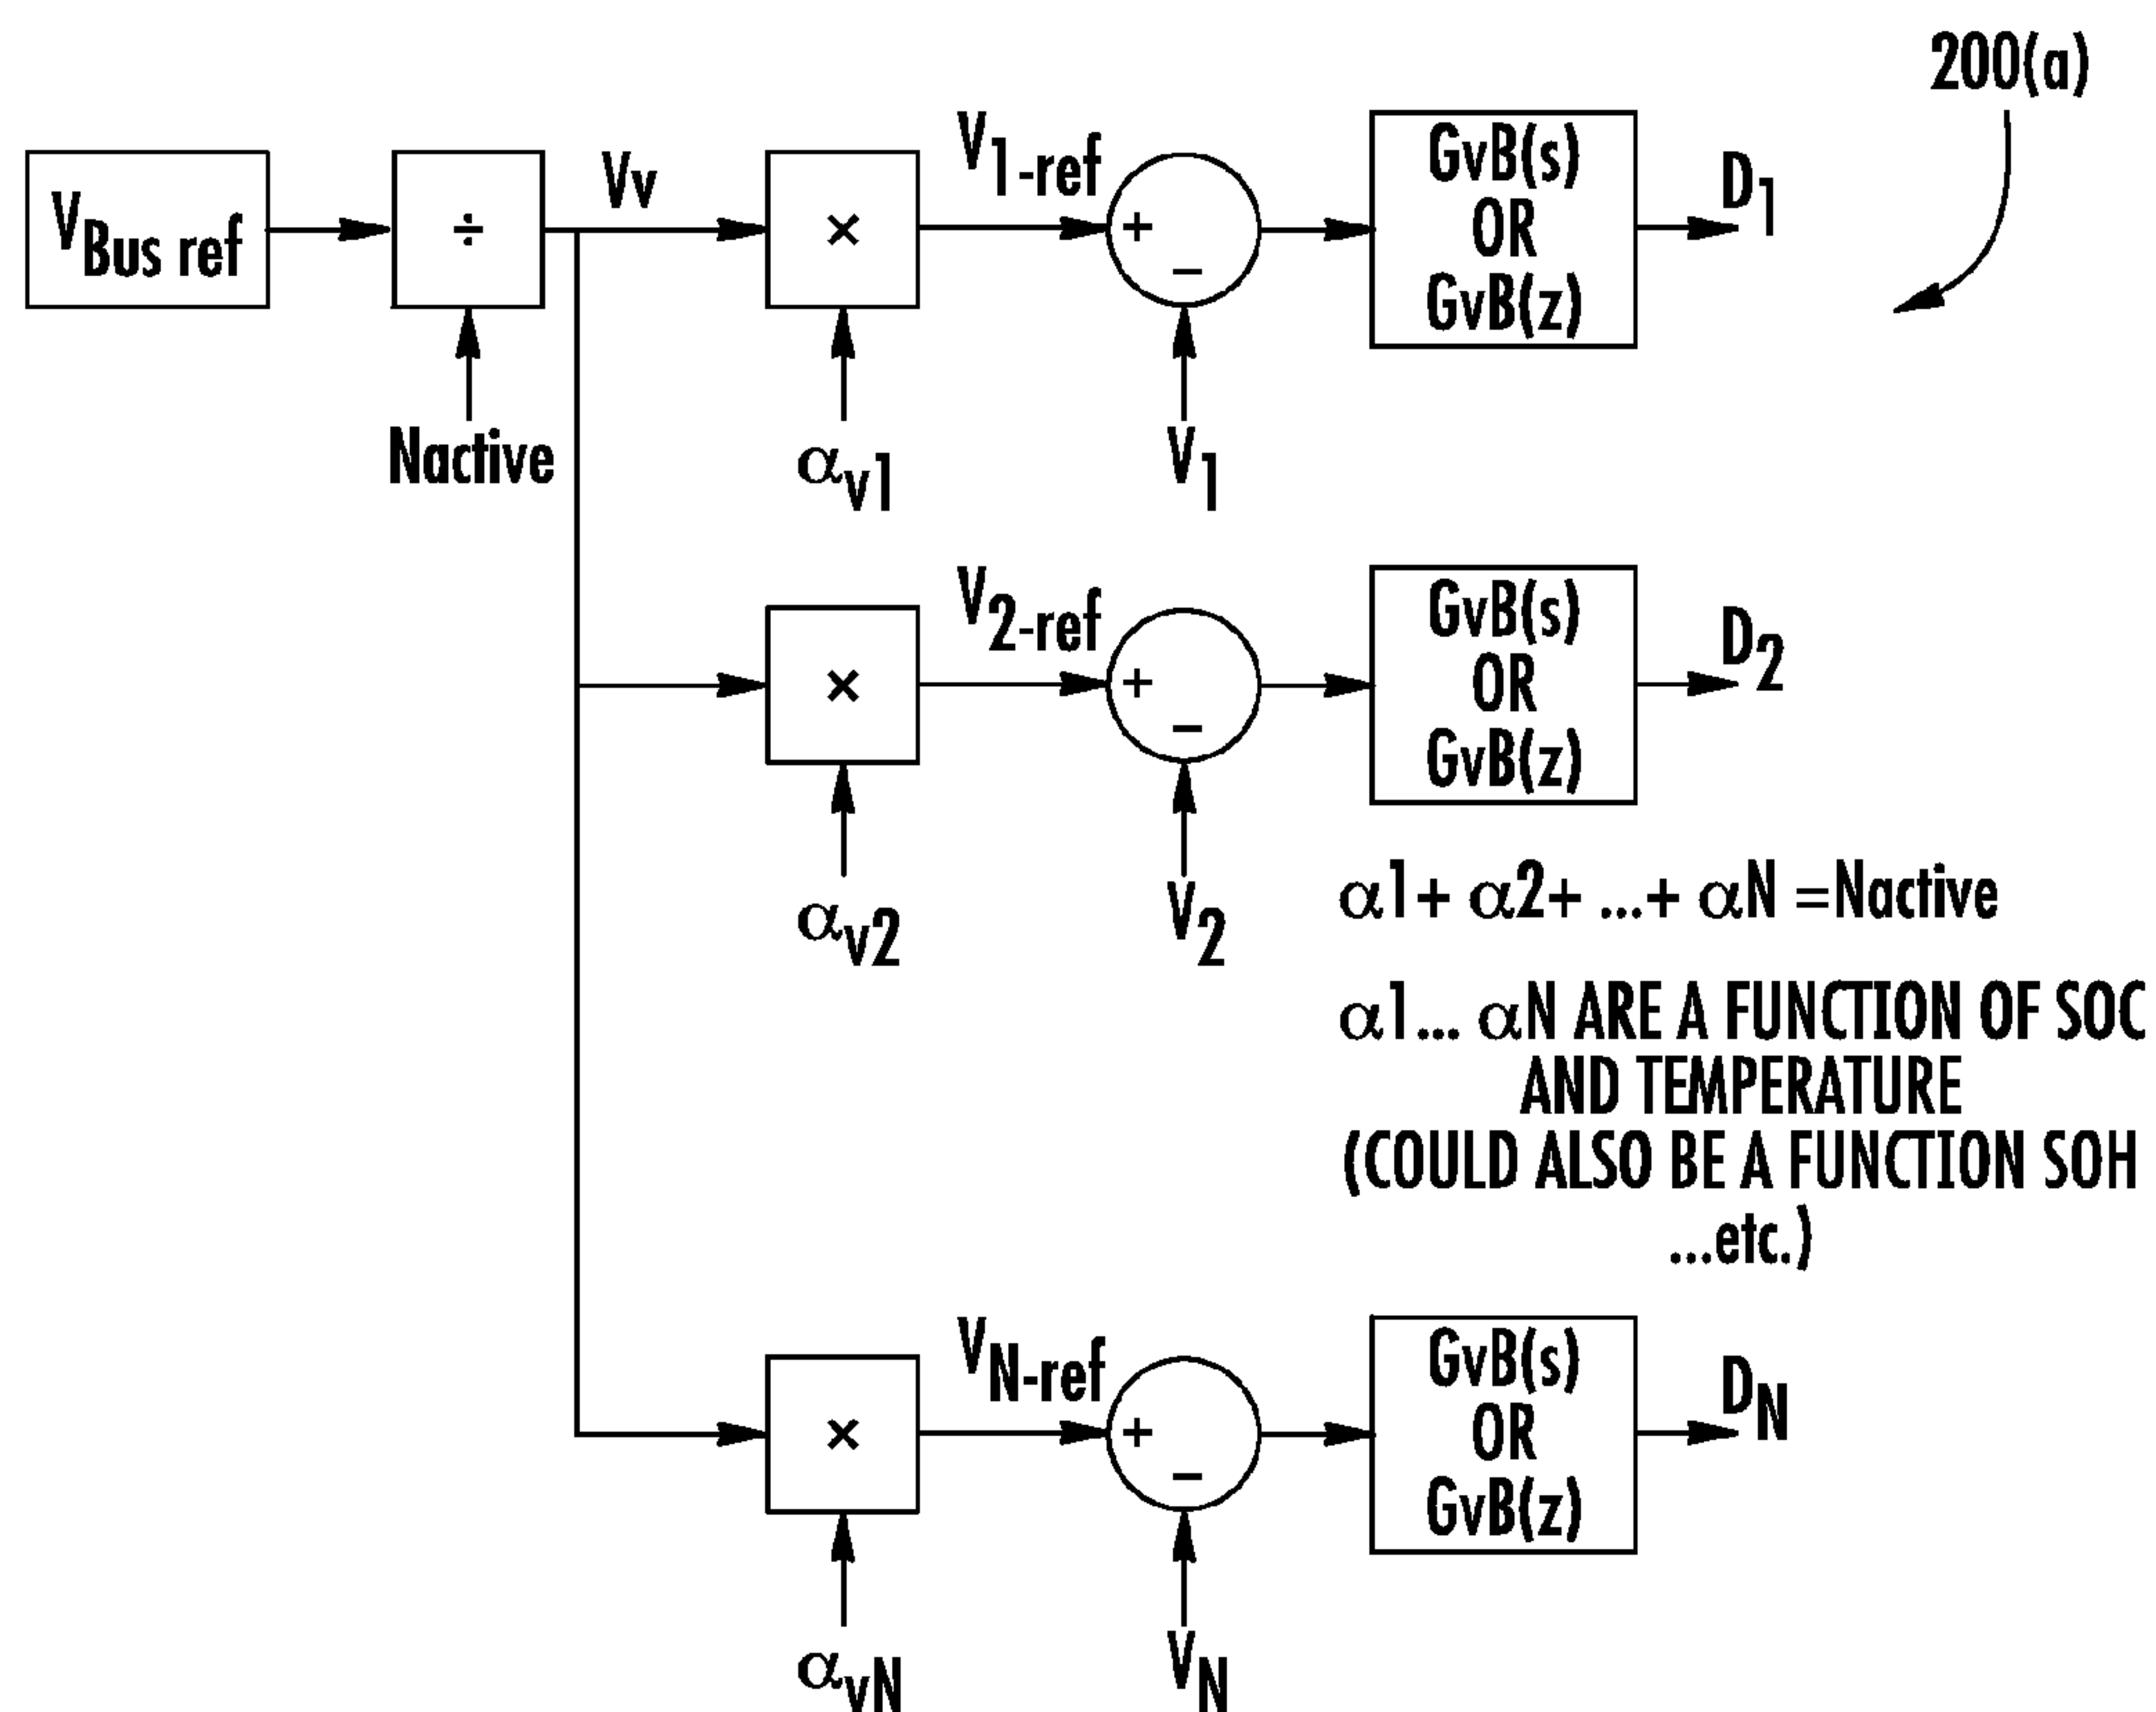 200(a)
VBus ref
÷
Vv
×
V1-ref
+
−
GvB(s)
OR
GvB(z)
D1
Nactive
αv1
V1
×
V2-ref
+
−
GvB(s)
OR
GvB(z)
D2
αv2
V2
α1+ α2+ ...+ αN =Nactive
α1... αN ARE A FUNCTION OF SOC
AND TEMPERATURE
(COULD ALSO BE A FUNCTION SOH
...etc.)
×
VN-ref
+
−
GvB(s)
OR
GvB(z)
DN
αvN
VN